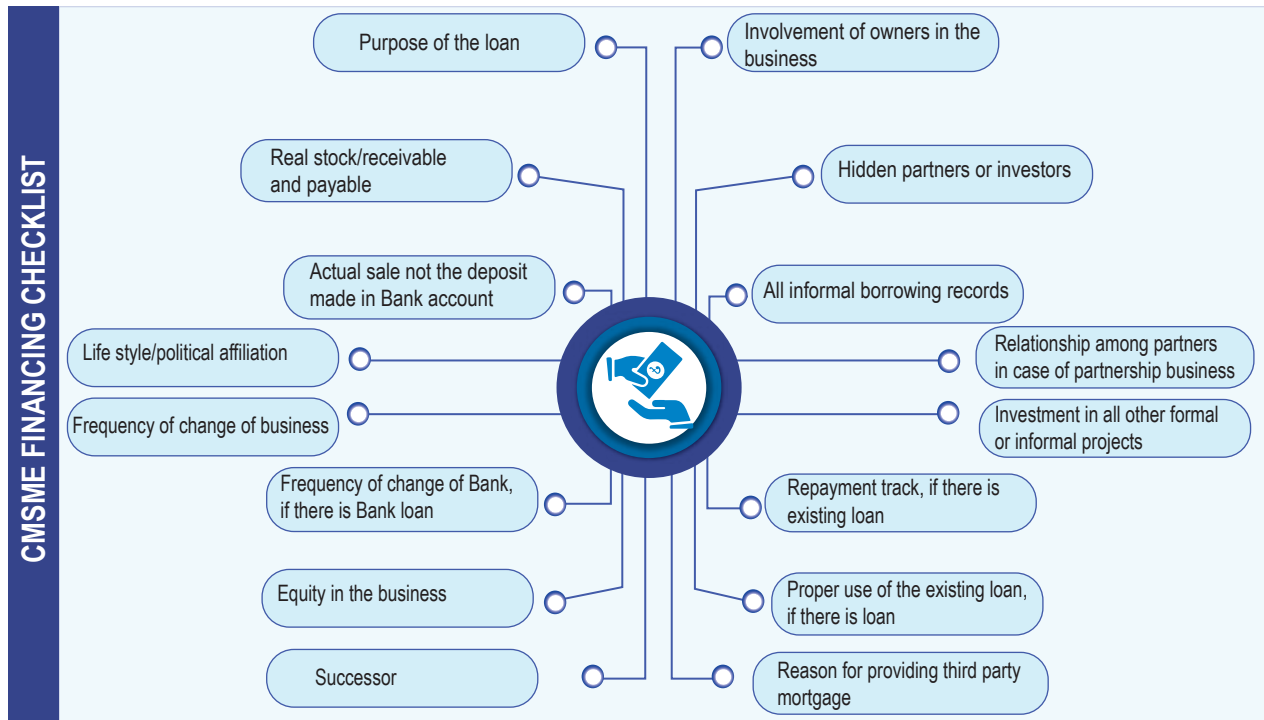 CMSME FINANCING CHECKLIST
Purpose of the loan
Real stock/receivable
and payable
Actual sale not the deposit
made in Bank account
Life style/political affiliation
Frequency of change of business
Frequency of change of Bank,
if there is Bank loan
Equity in the business
Successor
Involvement of owners in the
business
Hidden partners or investors
All informal borrowing records
Relationship among partners
in case of partnership business
Investment in all other formal
or informal projects
Repayment track, if there is
existing loan
Proper use of the existing loan,
if there is loan
Reason for providing third party
mortgage